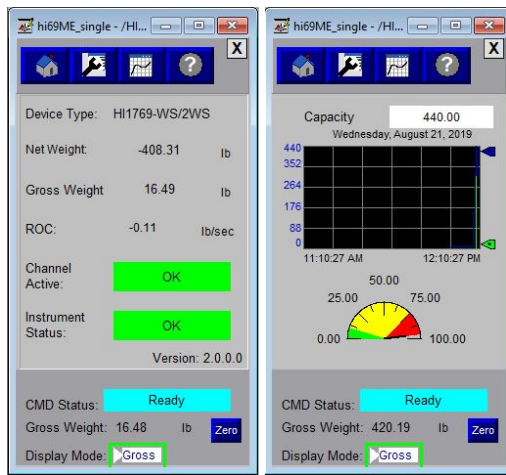 hi69ME_single - /HI...
X
?
Device Type: HI1769-WS/2WS
Net Weight: -408.31 lb
Gross Weight 16.49 lb
ROC: -0.11 lb/sec
Channel Active: OK
Instrument Status: OK
Version: 2.0.0.0
CMD Status: Ready
Gross Weight: 16.48 lb Zero
Display Mode: Gross
hi69ME_single - /HI...
X
?
Capacity 440.00
Wednesday, August 21, 2019
440
352
264
176
88
0
11:10:27 AM 12:10:27 PM
50.00
25.00 75.00
0.00 100.00
CMD Status: Ready
Gross Weight: 420.19 lb Zero
Display Mode: Gross